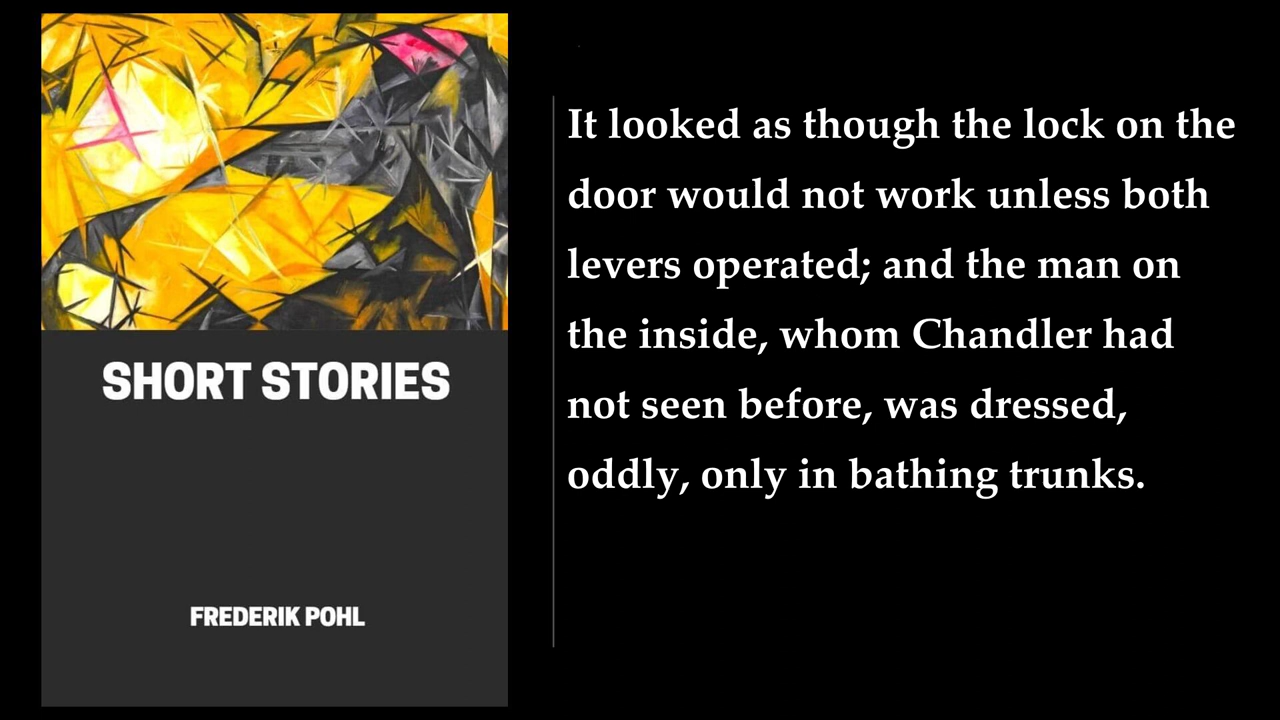 SHORT STORIES
FREDERIK POHL
It looked as though the lock on the
door would not work unless both
levers operated; and the man on
the inside, whom Chandler had
not seen before, was dressed,
oddly, only in bathing trunks.